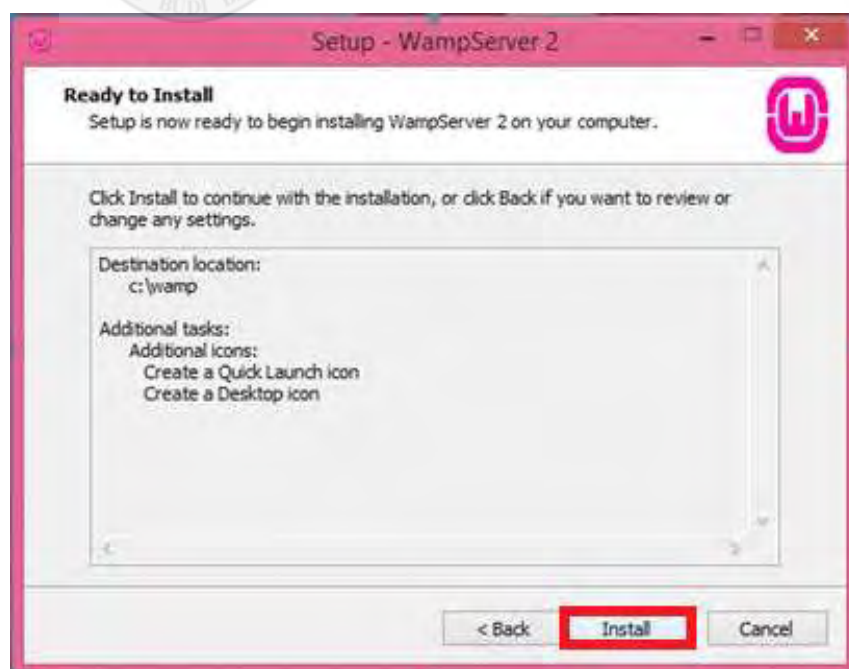 Setup - WampServer 2
Ready to Install
Setup is now ready to begin installing WampServer 2 on your computer.
Click Install to continue with the installation, or click Back if you want to review or
change any settings.
Destination location:
c:\wamp
Additional tasks:
Additional icons:
Create a Quick Launch icon
Create a Desktop icon
< Back Install Cancel